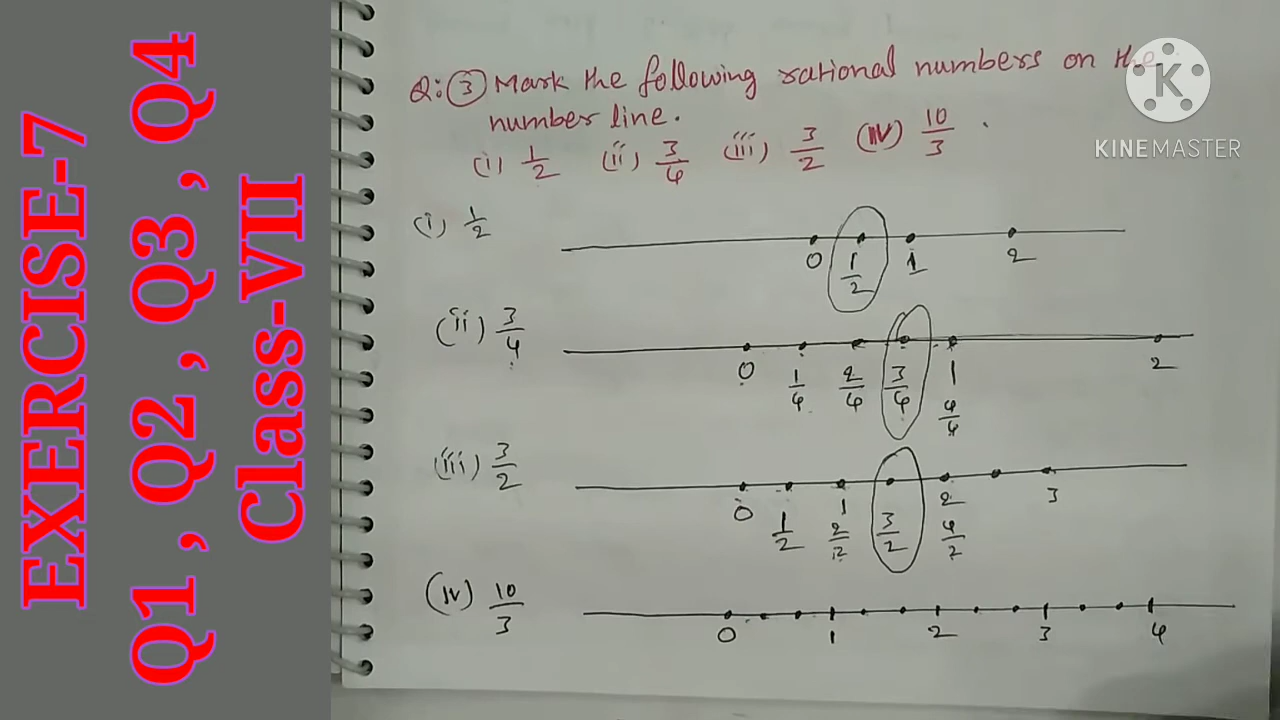 EXERCISE-7
Q1 , Q2 , Q3 , Q4
Class-VII
KINEMASTER
Q: ③ Mark the following rational numbers on the
number line.
(i) 1/2 (ii) 3/4 (iii) 3/2 (iv) 10/3 .
(i) 1/2
0 1/2 1 2
(ii) 3/4
0 1/4 2/4 3/4 1 2
4/4
(iii) 3/2
0 1/2 1 3/2 2 3
2/2 4/2
(iv) 10/3
0 1 2 3 4